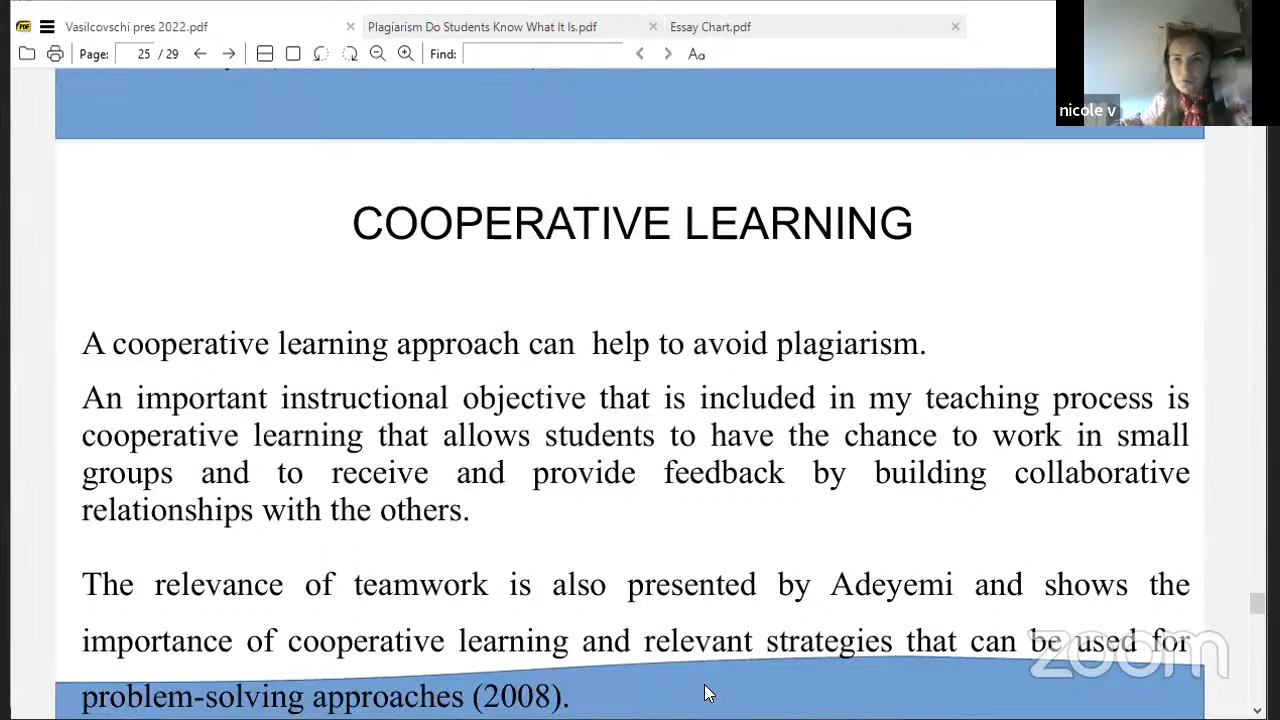 Vasilcovschi pres 2022.pdf
Plagiarism Do Students Know What It Is.pdf
Essay Chart.pdf
Page: 25 / 29
Find:
Aa
nicole v
COOPERATIVE LEARNING
A cooperative learning approach can help to avoid plagiarism.
An important instructional objective that is included in my teaching process is
cooperative learning that allows students to have the chance to work in small
groups and to receive and provide feedback by building collaborative
relationships with the others.
The relevance of teamwork is also presented by Adeyemi and shows the
importance of cooperative learning and relevant strategies that can be used for
problem-solving approaches (2008).
zoom